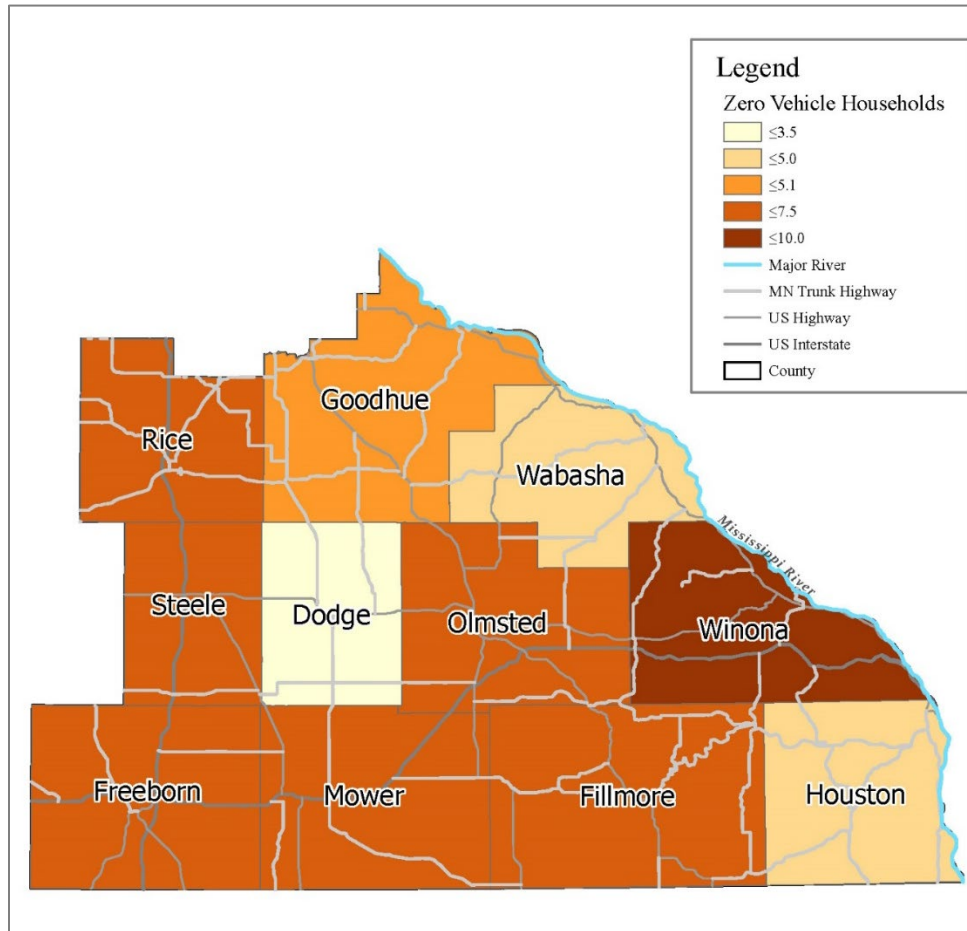 Legend
Zero Vehicle Households
≤3.5
≤5.0
≤5.1
≤7.5
≤10.0
Major River
MN Trunk Highway
US Highway
US Interstate
County
Goodhue
Rice
Wabasha
Mississippi River
Steele
Dodge
Olmsted
Winona
Freeborn
Mower
Fillmore
Houston